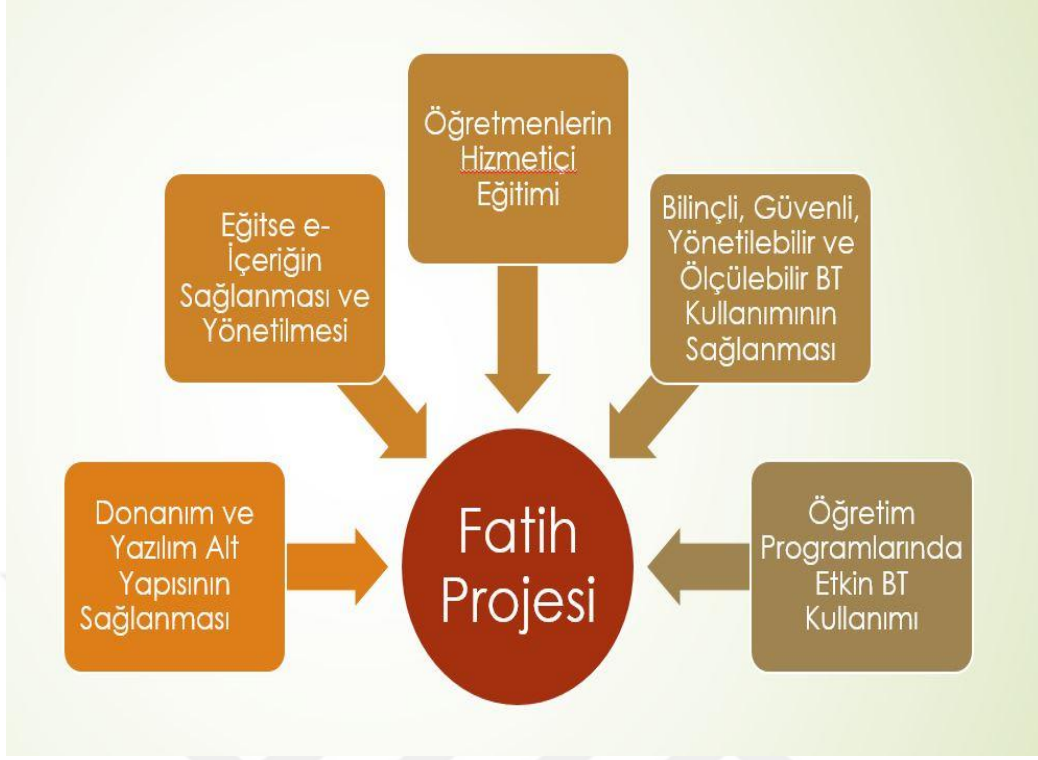 Öğretmenlerin
Hizmetiçi
Eğitimi
Eğitse e-
İçeriğin
Sağlanması ve
Yönetilmesi
Bilinçli, Güvenli,
Yönetilebilir ve
Ölçülebilir BT
Kullanımının
Sağlanması
Donanım ve
Yazılım Alt
Yapısının
Sağlanması
Fatih
Projesi
Öğretim
Programlarında
Etkin BT
Kullanımı